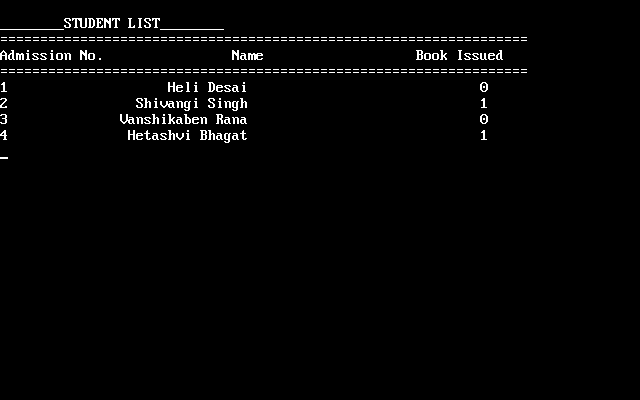 ________STUDENT LIST________
==================================================================
Admission No. Name Book Issued
==================================================================
1 Heli Desai 0
2 Shivangi Singh 1
3 Vanshikaben Rana 0
4 Hetashvi Bhagat 1